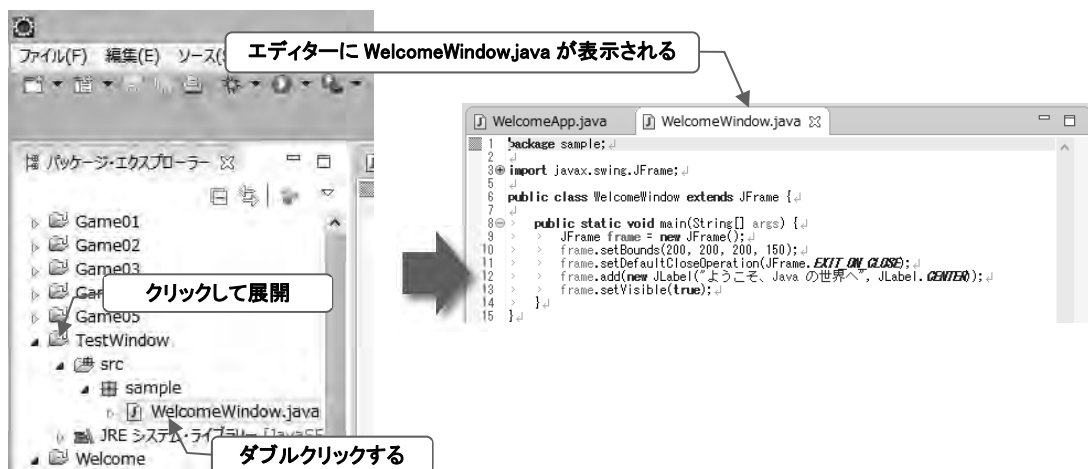 ファイル(F) 編集(E) ソース(S
エディターに WelcomeWindow.java が表示される
パッケージ・エクスプローラー
Game01
Game02
Game03
クリックして展開
Game05
TestWindow
src
sample
WelcomeWindow.java
JRE システム・ライブラリー [JavaSE
ダブルクリックする
Welcome
WelcomeApp.java WelcomeWindow.java
1 package sample;
2
3 import javax.swing.JFrame;
5
6 public class WelcomeWindow extends JFrame {
7
8 public static void main(String[] args) {
9 JFrame frame = new JFrame();
10 frame.setBounds(200, 200, 200, 150);
11 frame.setDefaultCloseOperation(JFrame.EXIT_ON_CLOSE);
12 frame.add(new JLabel("ようこそ、Java の世界へ", JLabel.CENTER));
13 frame.setVisible(true);
14 }
15 }